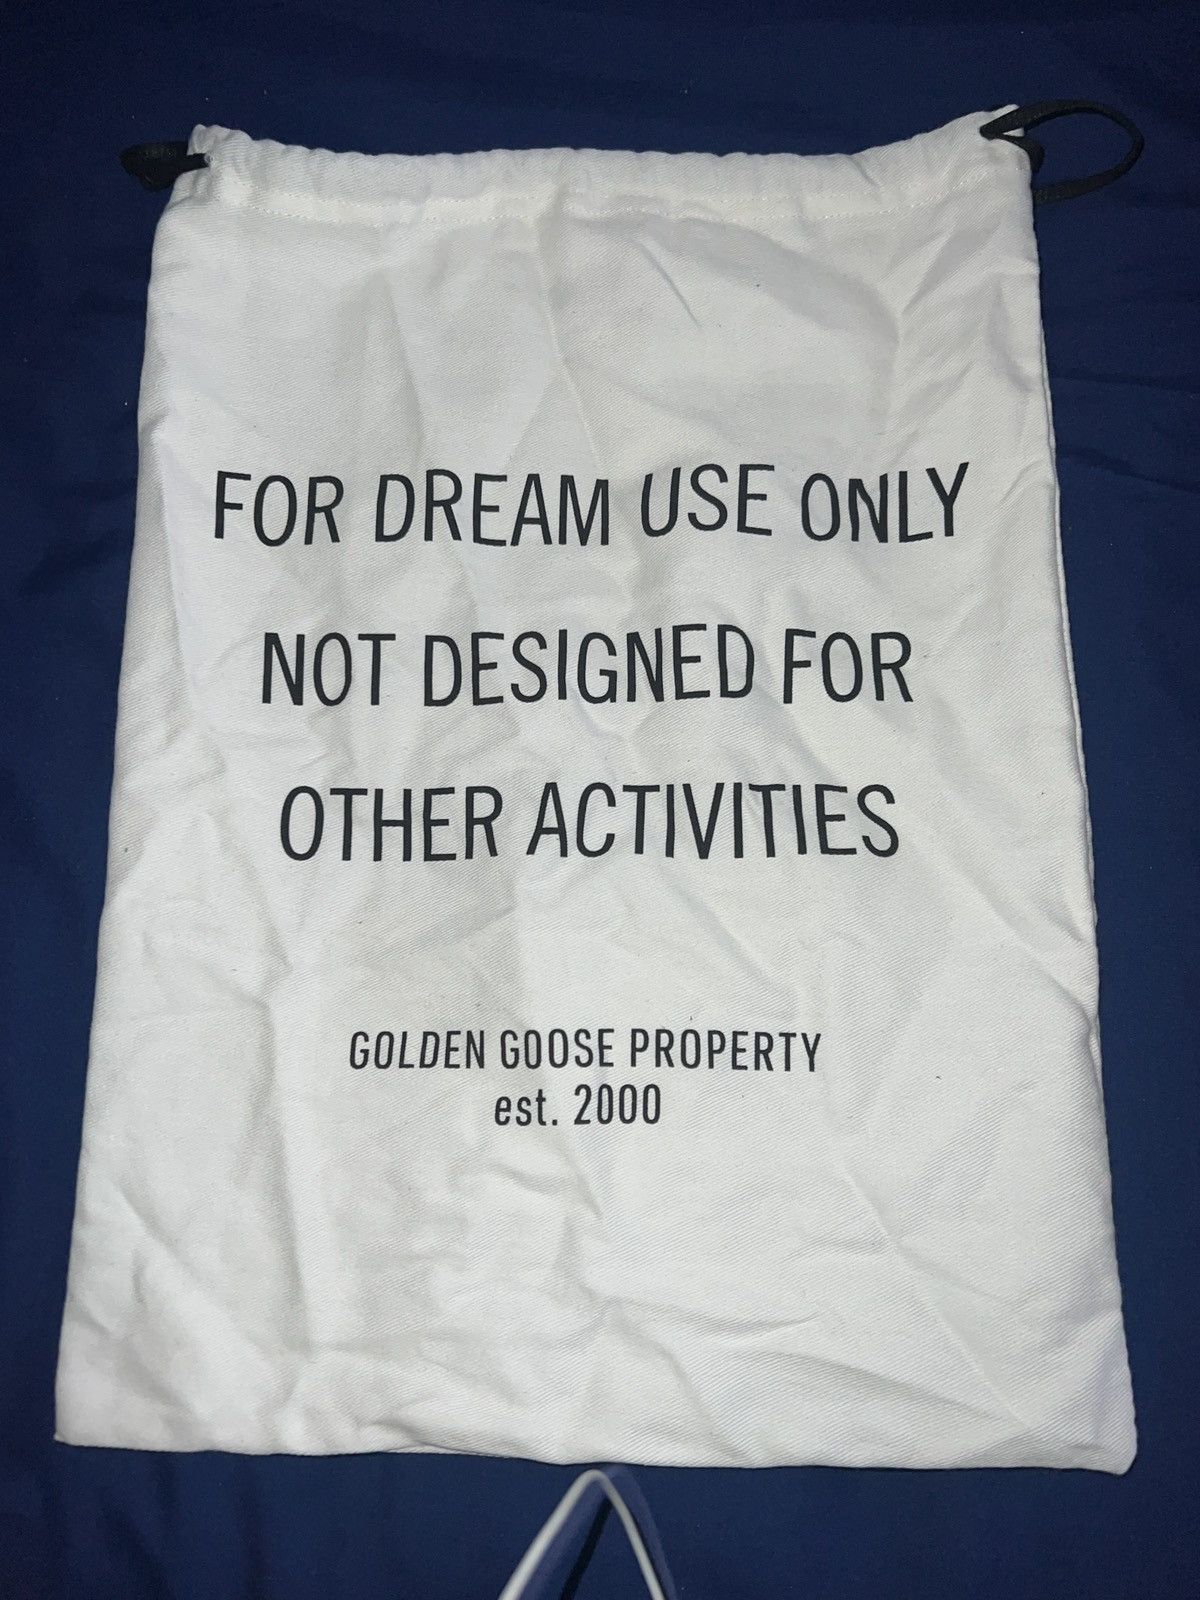 FOR DREAM USE ONLY
NOT DESIGNED FOR
OTHER ACTIVITIES
GOLDEN GOOSE PROPERTY
est. 2000